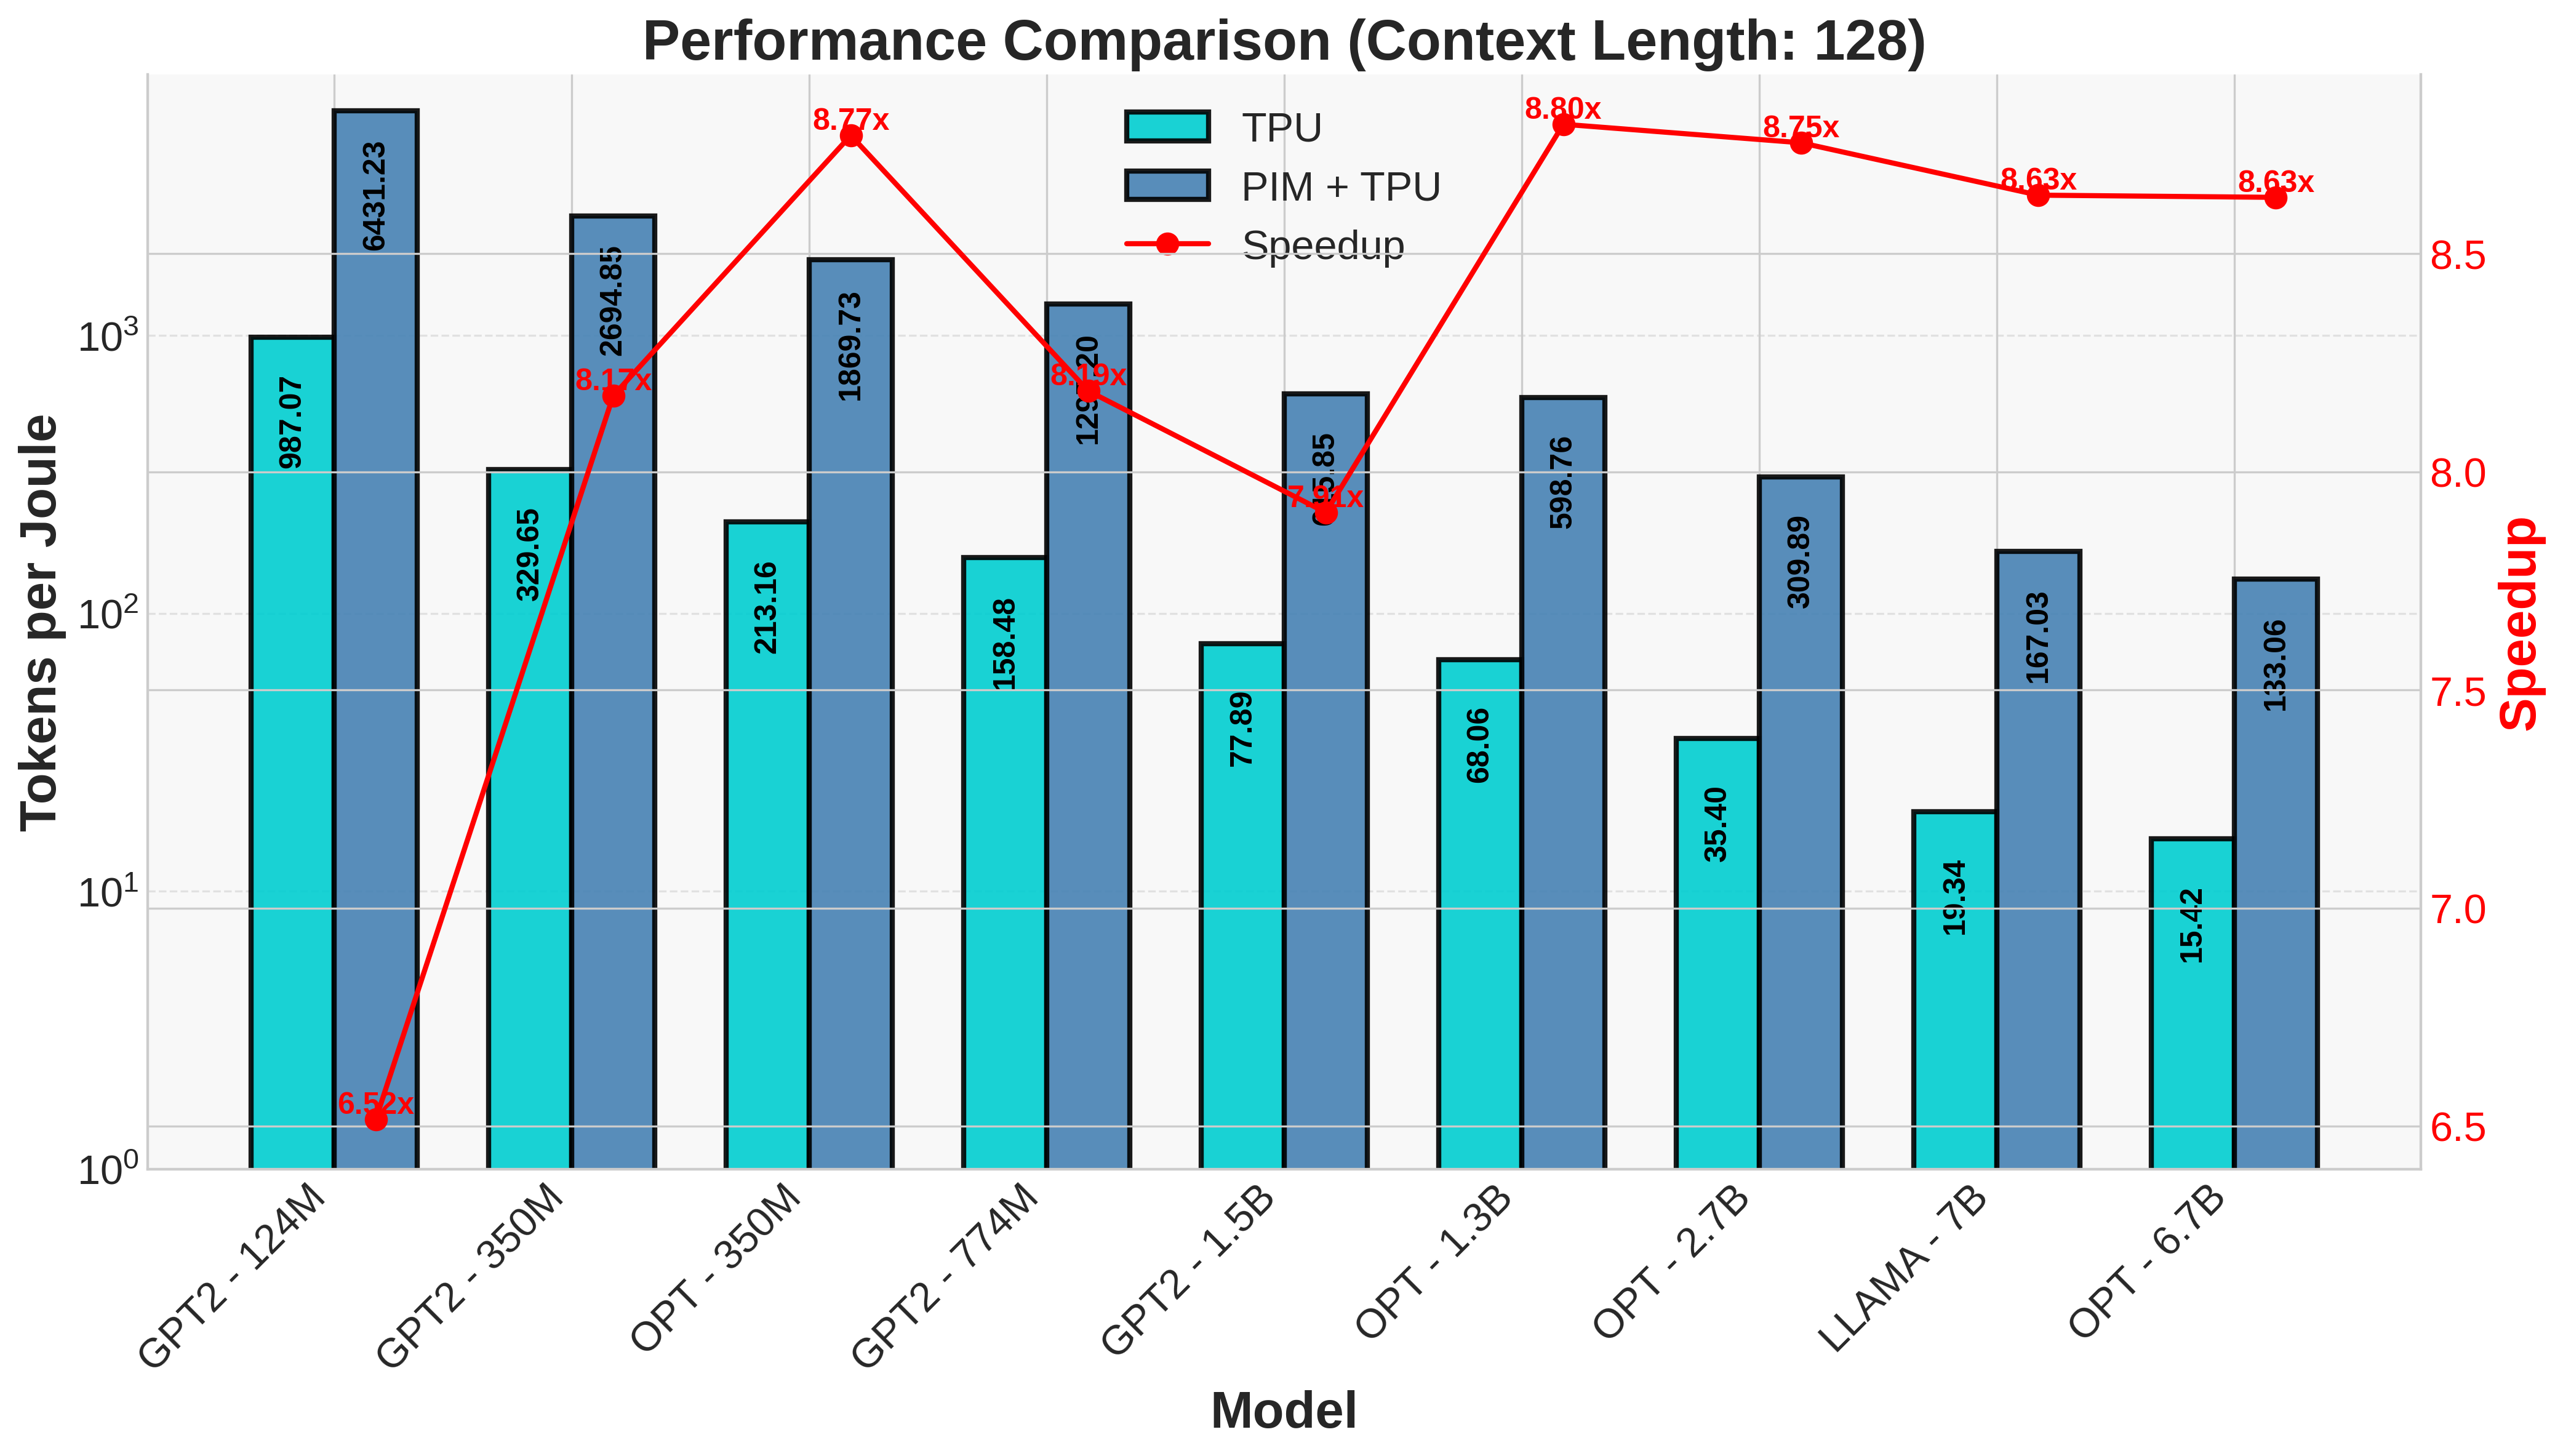 Performance Comparison (Context Length: 128)
TPU
PIM + TPU
Speedup
Tokens per Joule
10³
10²
10¹
10⁰
Speedup
8.5
8.0
7.5
7.0
6.5
987.07
6431.23
329.65
2694.85
213.16
1869.73
158.48
77.89
68.06
598.76
35.40
309.89
19.34
167.03
15.42
133.06
6.52x
8.17x
8.77x
8.19x
7.91x
8.80x
8.75x
8.63x
8.63x
GPT2 - 124M
GPT2 - 350M
OPT - 350M
GPT2 - 774M
GPT2 - 1.5B
OPT - 1.3B
OPT - 2.7B
LLAMA - 7B
OPT - 6.7B
Model